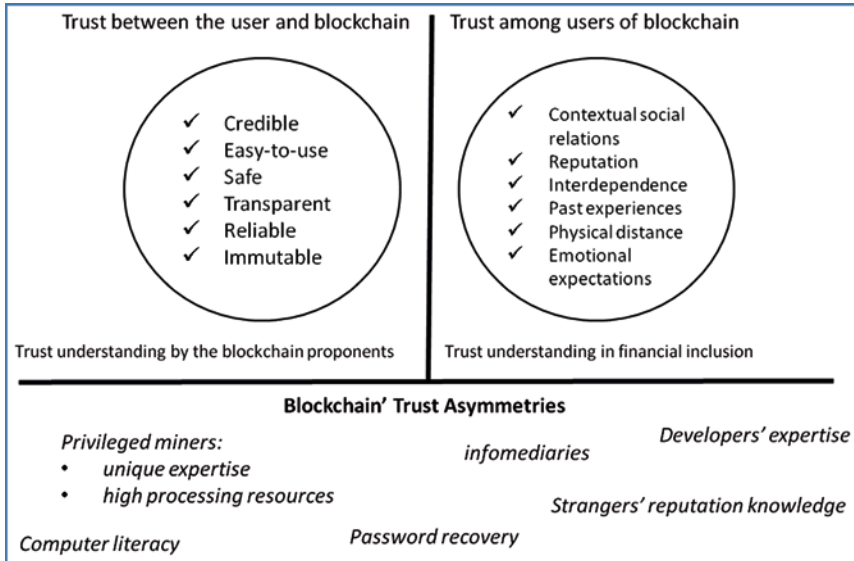 Trust between the user and blockchain
✓ Credible
✓ Easy-to-use
✓ Safe
✓ Transparent
✓ Reliable
✓ Immutable
Trust understanding by the blockchain proponents
Trust among users of blockchain
✓ Contextual social
relations
✓ Reputation
✓ Interdependence
✓ Past experiences
✓ Physical distance
✓ Emotional
expectations
Trust understanding in financial inclusion
Blockchain' Trust Asymmetries
Privileged miners:
• unique expertise
• high processing resources
infomediaries
Developers' expertise
Strangers' reputation knowledge
Computer literacy
Password recovery